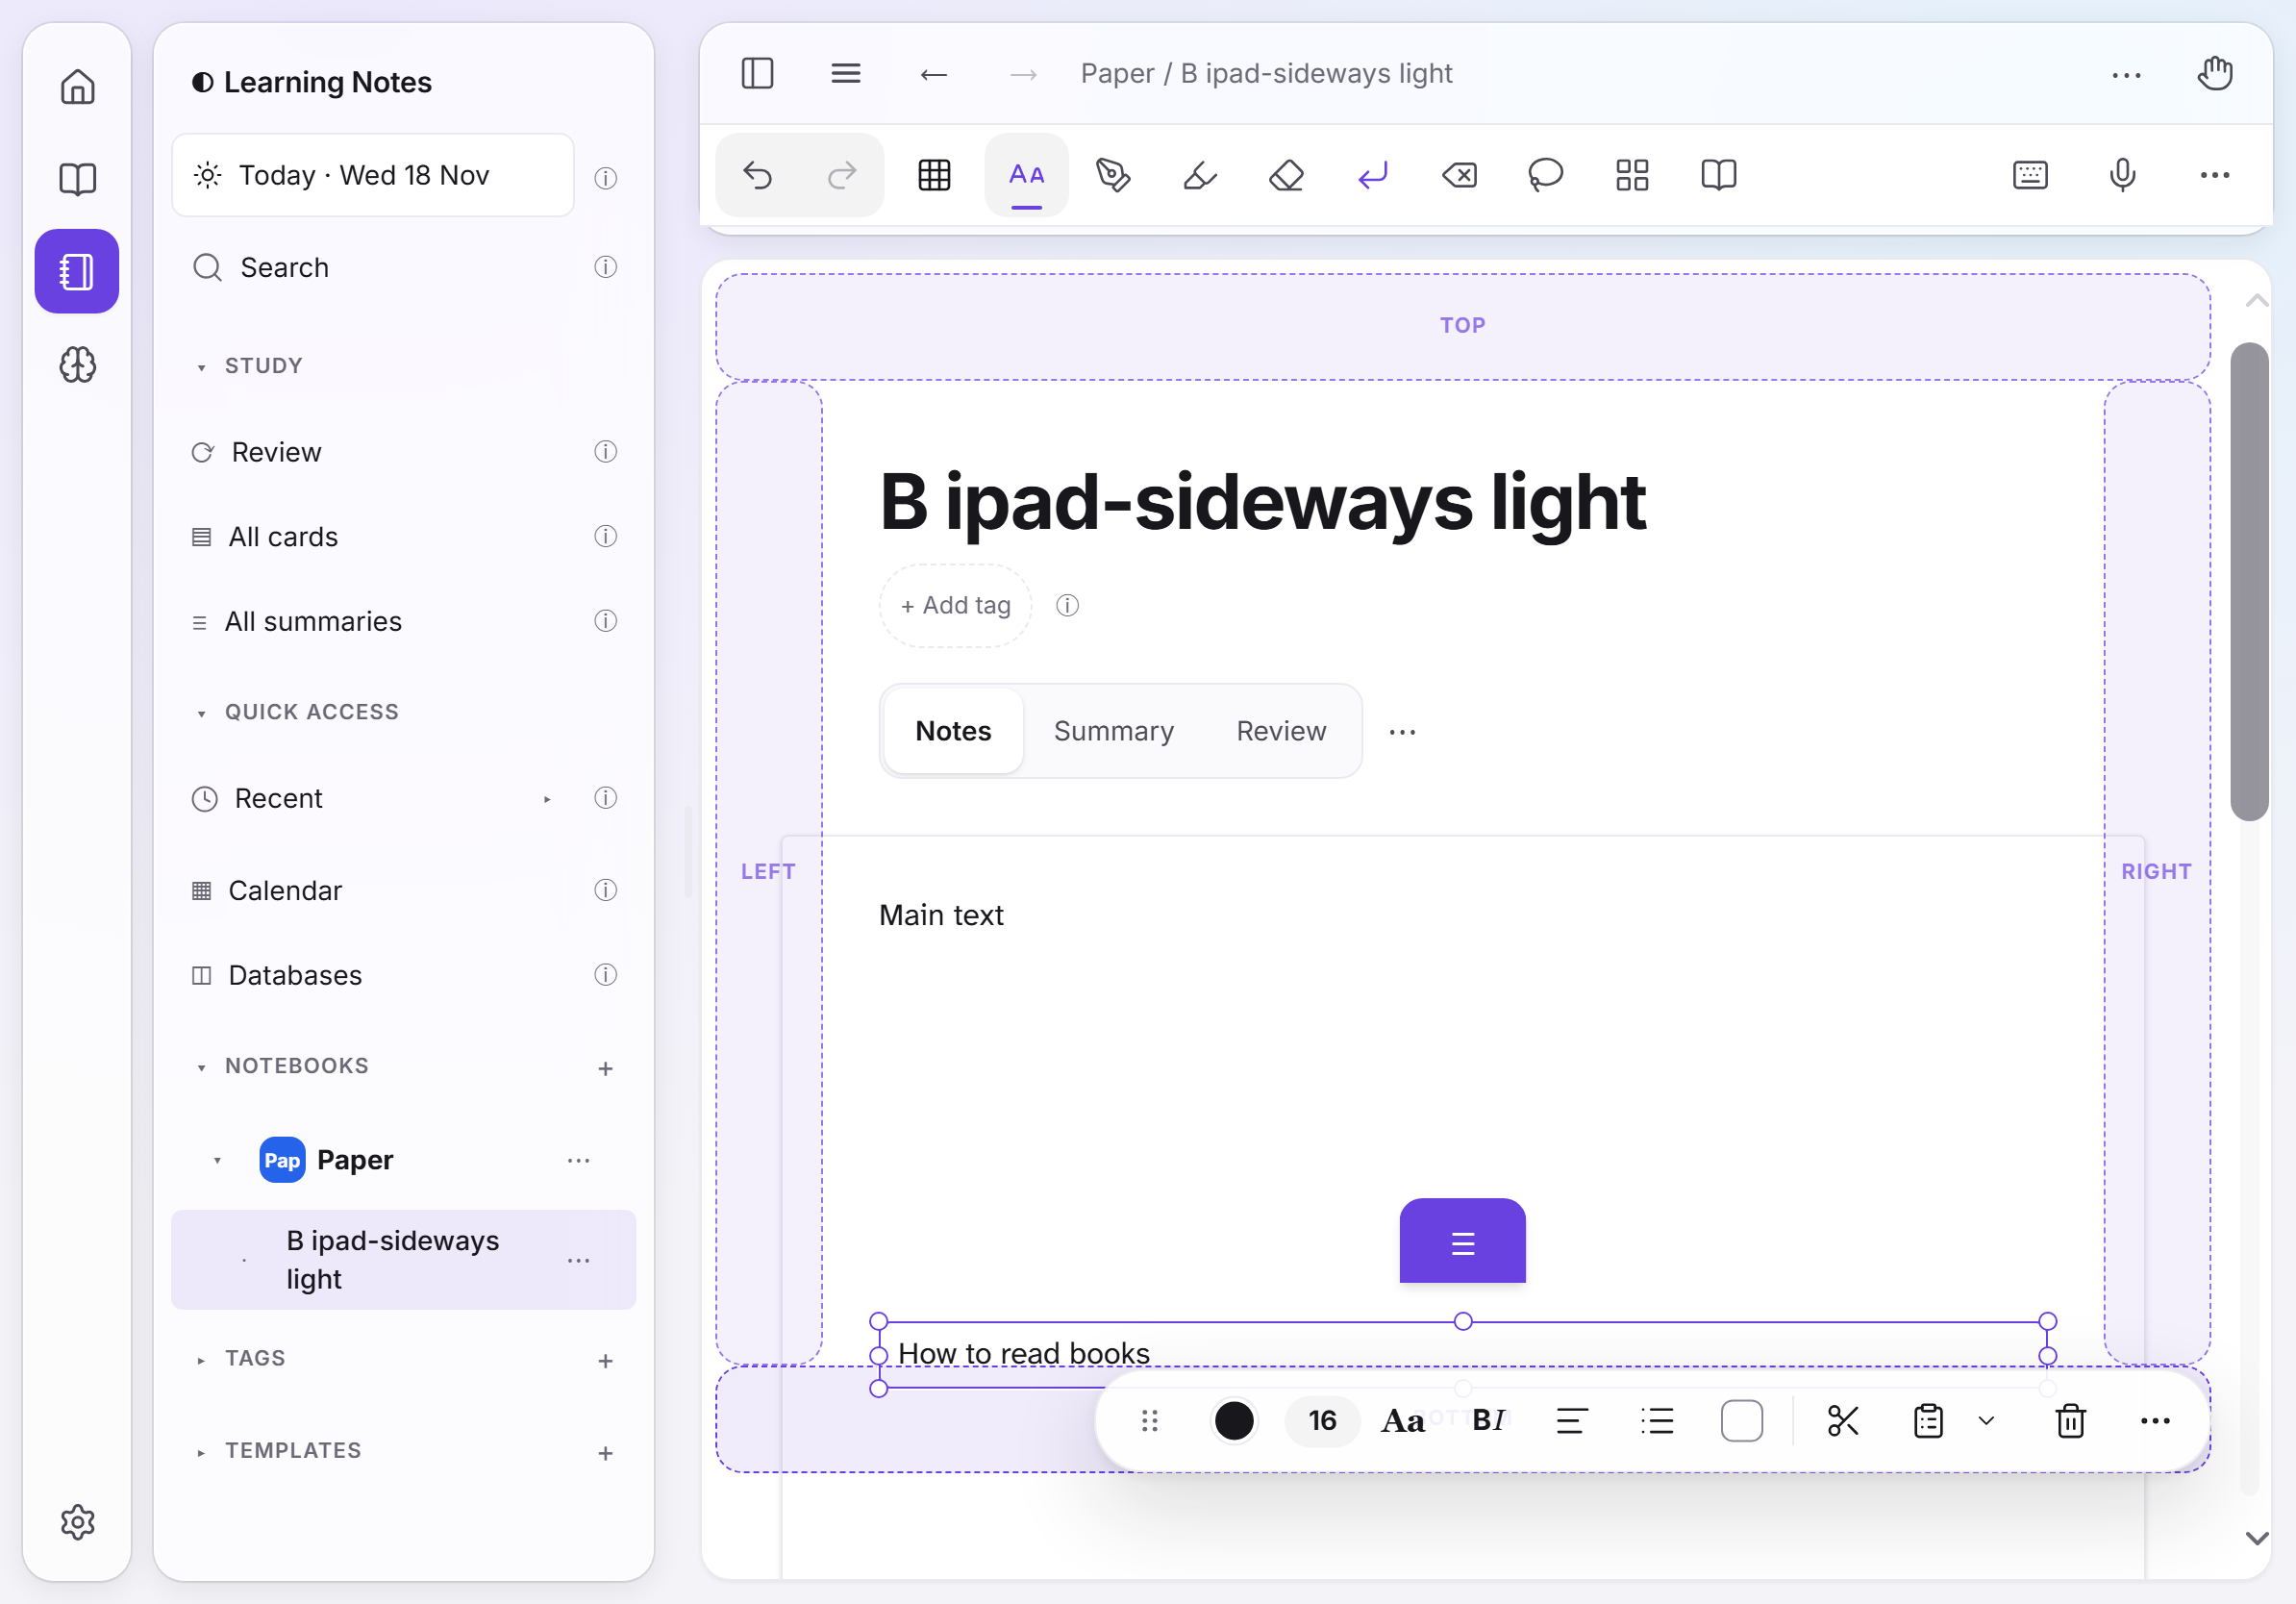 Learning Notes
Today · Wed 18 Nov
Search
STUDY
Review
All cards
All summaries
QUICK ACCESS
Recent
Calendar
Databases
NOTEBOOKS
Pap Paper
B ipad-sideways
light
TAGS
TEMPLATES
Paper / B ipad-sideways light
AA
TOP
B ipad-sideways light
+ Add tag
Notes Summary Review
LEFT
RIGHT
Main text
How to read books
16 Aa BI
BOTTOM